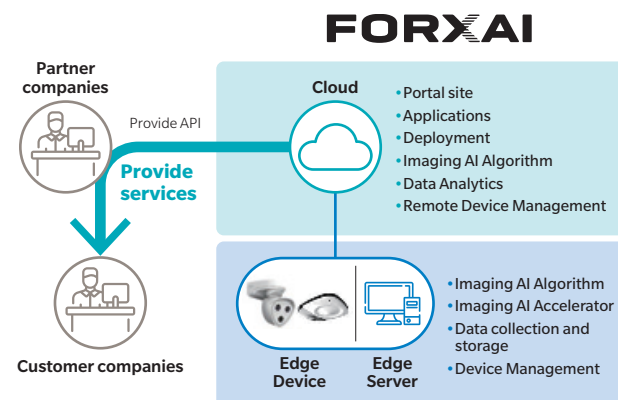 FORXAI
Partner
companies
Provide API
Provide
services
Customer companies
Cloud
•Portal site
•Applications
•Deployment
•Imaging AI Algorithm
•Data Analytics
•Remote Device Management
Edge
Device
Edge
Server
•Imaging AI Algorithm
•Imaging AI Accelerator
•Data collection and
storage
•Device Management